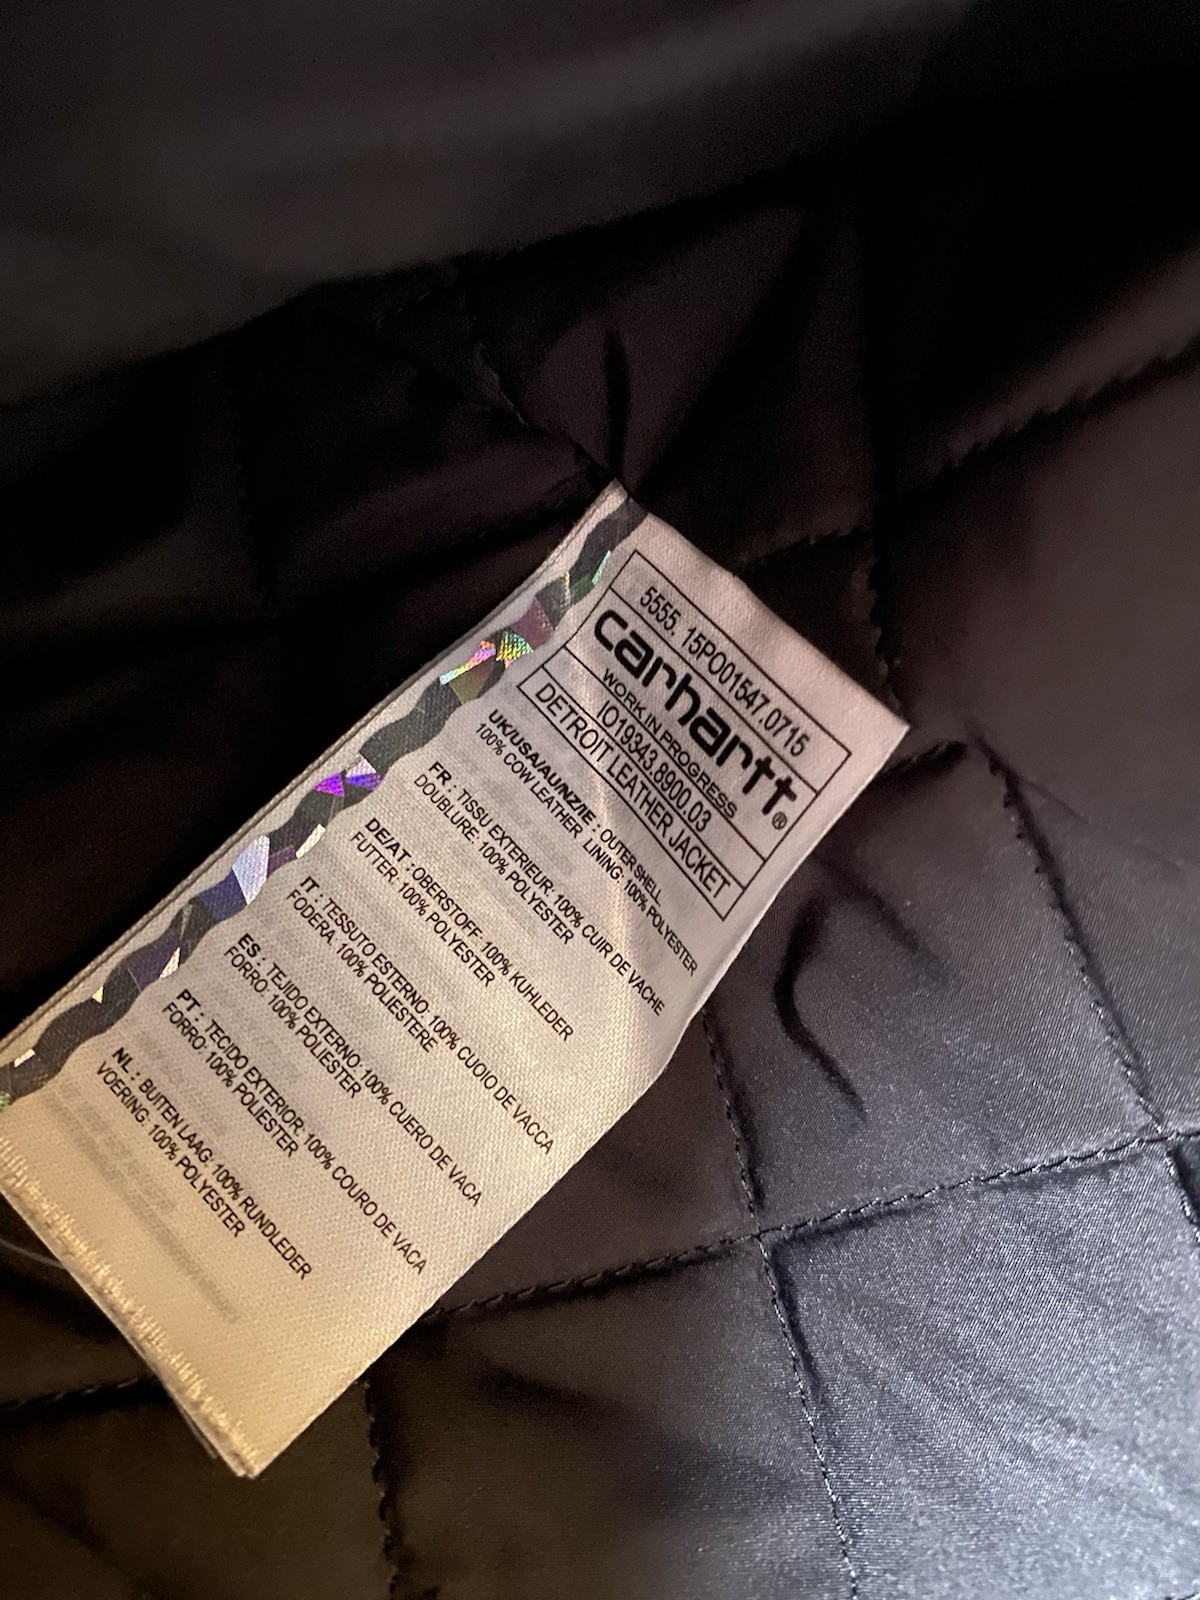 5555. 15PO01547.0715
carhartt®
WORK IN PROGRESS
IO19343.8900.03
DETROIT LEATHER JACKET
UK/USA/AU/NZ/IE : OUTER SHELL
100% COW LEATHER LINING: 100% POLYESTER
FR : TISSU EXTERIEUR: 100% CUIR DE VACHE
DOUBLURE: 100% POLYESTER
DE/AT : OBERSTOFF: 100% KUHLEDER
FUTTER: 100% POLYESTER
IT : TESSUTO ESTERNO: 100% CUOIO DE VACCA
FODERA. 100% POLIESTERE
ES : TEJIDO EXTERNO: 100% CUERO DE VACA
FORRO. 100% POLIESTER
PT : TECIDO EXTERIOR. 100% COURO DE VACA
FORRO: 100% POLIESTER
NL : BUITEN LAAG: 100% RUNDLEDER
VOERING: 100% POLYESTER